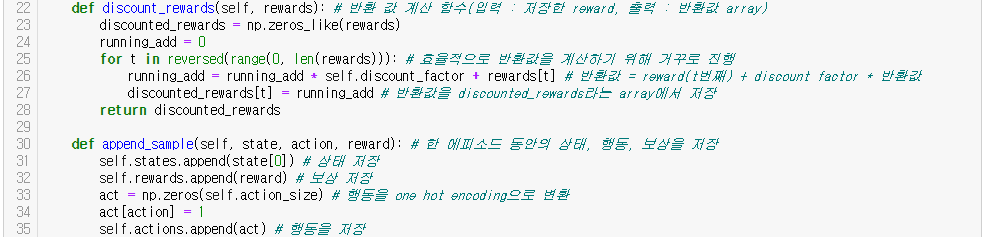 22 def discount_rewards(self, rewards): # 반환 값 계산 함수(입력 : 저장한 reward, 출력 : 반환값 array)
23     discounted_rewards = np.zeros_like(rewards)
24     running_add = 0
25     for t in reversed(range(0, len(rewards))): # 효율적으로 반환값을 계산하기 위해 거꾸로 진행
26         running_add = running_add * self.discount_factor + rewards[t] # 반환값 = reward(t번째) + discount factor * 반환값
27         discounted_rewards[t] = running_add # 반환값을 discounted_rewards라는 array에서 저장
28     return discounted_rewards
29
30 def append_sample(self, state, action, reward): # 한 에피소드 동안의 상태, 행동, 보상을 저장
31     self.states.append(state[0]) # 상태 저장
32     self.rewards.append(reward) # 보상 저장
33     act = np.zeros(self.action_size) # 행동을 one hot encoding으로 변환
34     act[action] = 1
35     self.actions.append(act) # 행동을 저장